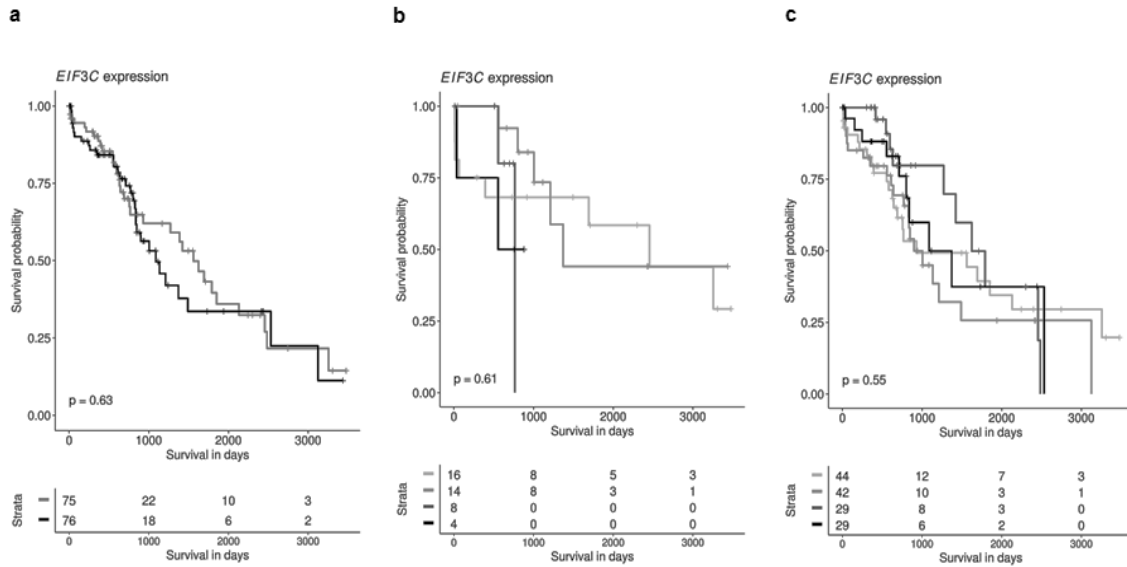 a
EIF3C expression
Survival probability
1.00
0.75
0.50
0.25
0.00
p = 0.63
0 1000 2000 3000
Survival in days
Strata
75 22 10 3
76 18 6 2
0 1000 2000 3000
Survival in days
b
EIF3C expression
Survival probability
1.00
0.75
0.50
0.25
0.00
p = 0.61
0 1000 2000 3000
Survival in days
Strata
16 8 5 3
14 8 3 1
8 0 0 0
4 0 0 0
0 1000 2000 3000
Survival in days
c
EIF3C expression
Survival probability
1.00
0.75
0.50
0.25
0.00
p = 0.55
0 1000 2000 3000
Survival in days
Strata
44 12 7 3
42 10 3 1
29 8 3 0
29 6 2 0
0 1000 2000 3000
Survival in days